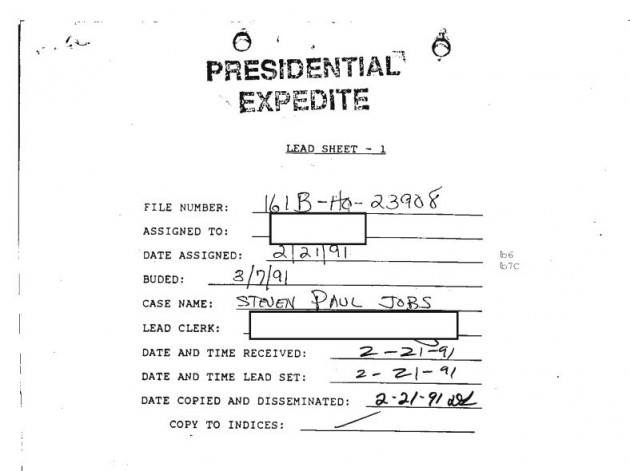 PRESIDENTIAL
EXPEDITE
LEAD SHEET - 1
FILE NUMBER: 161B-HQ-23908
ASSIGNED TO:
DATE ASSIGNED: 2/21/91
b6
b7C
BUDED: 3/7/91
CASE NAME: STEVEN PAUL JOBS
LEAD CLERK:
DATE AND TIME RECEIVED: 2-21-91
DATE AND TIME LEAD SET: 2-21-91
DATE COPIED AND DISSEMINATED: 2-21-91
COPY TO INDICES: